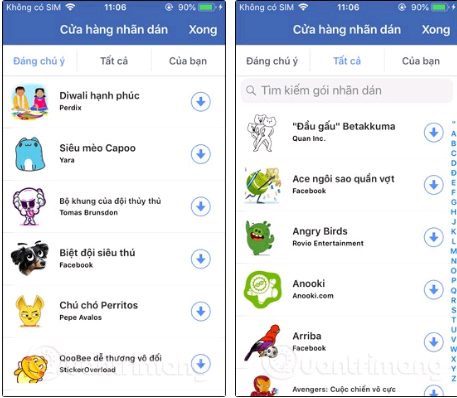 Không có SIM 11:06 90%
Cửa hàng nhãn dán Xong
Đáng chú ý Tất cả Của bạn
Diwali hạnh phúc
Perdix
Siêu mèo Capoo
Yara
Bộ khung của đội thủy thủ
Tomas Brunsdon
Biệt đội siêu thú
Facebook
Chú chó Perritos
Pepe Avalos
QooBee dễ thương vô đối
StickerOverload
Không có SIM 11:06 90%
Cửa hàng nhãn dán Xong
Đáng chú ý Tất cả Của bạn
Tìm kiếm gói nhãn dán
"Đầu gấu" Betakkuma
Quan Inc.
Ace ngôi sao quần vợt
Facebook
Angry Birds
Rovio Entertainment
Anooki
Anooki.com
Arriba
Facebook
Avengers: Cuộc chiến vô cực
"
A
B
C
D
Đ
E
F
G
H
I
J
K
L
M
N
O
P
Q
R
S
T
U
V
W
X
Y
Z
Quantrimang
Quantrimang